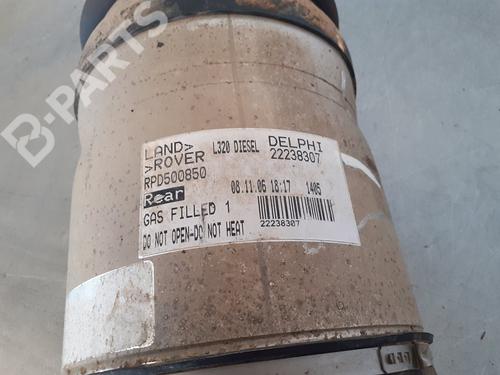 B-PARTS
LAND> L320 DIESEL DELPHI
>ROVER 22238307
RPD500850
Rear 08.11.06 18:17 1405
GAS FILLED 1
DO NOT OPEN-DO NOT HEAT 22238307